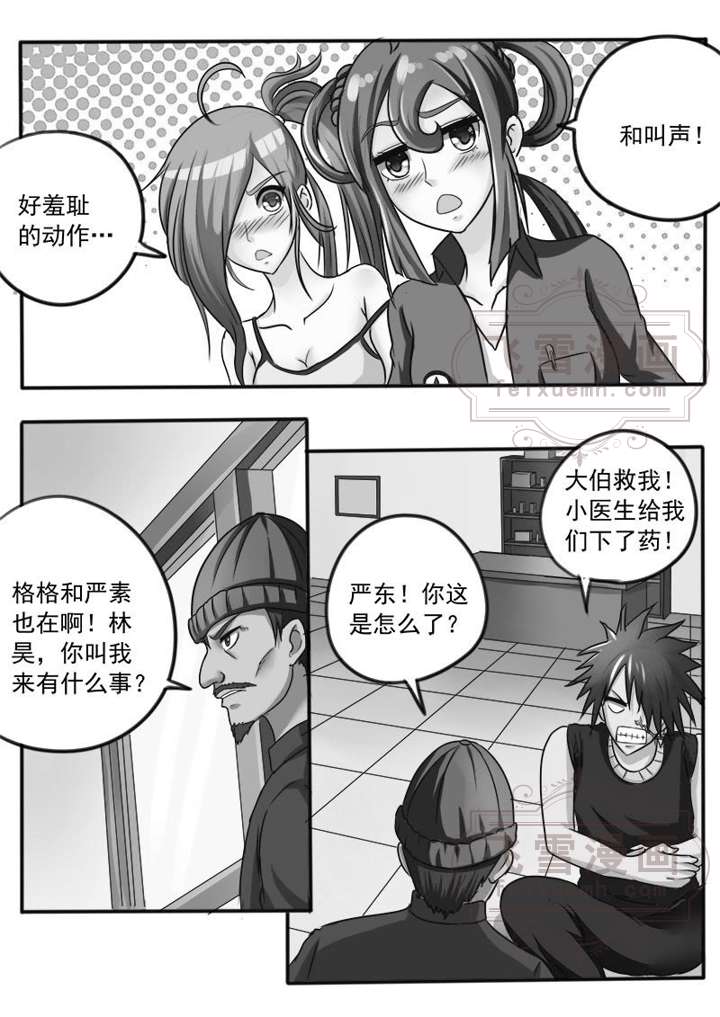 好羞耻
的动作…
和叫声！
飞雪漫画
feixuemh.com
格格和严素
也在啊！林
昊，你叫我
来有什么事？
大伯救我！
小医生给我
们下了药！
严东！你这
是怎么了？
飞雪漫画
feixuemh.com